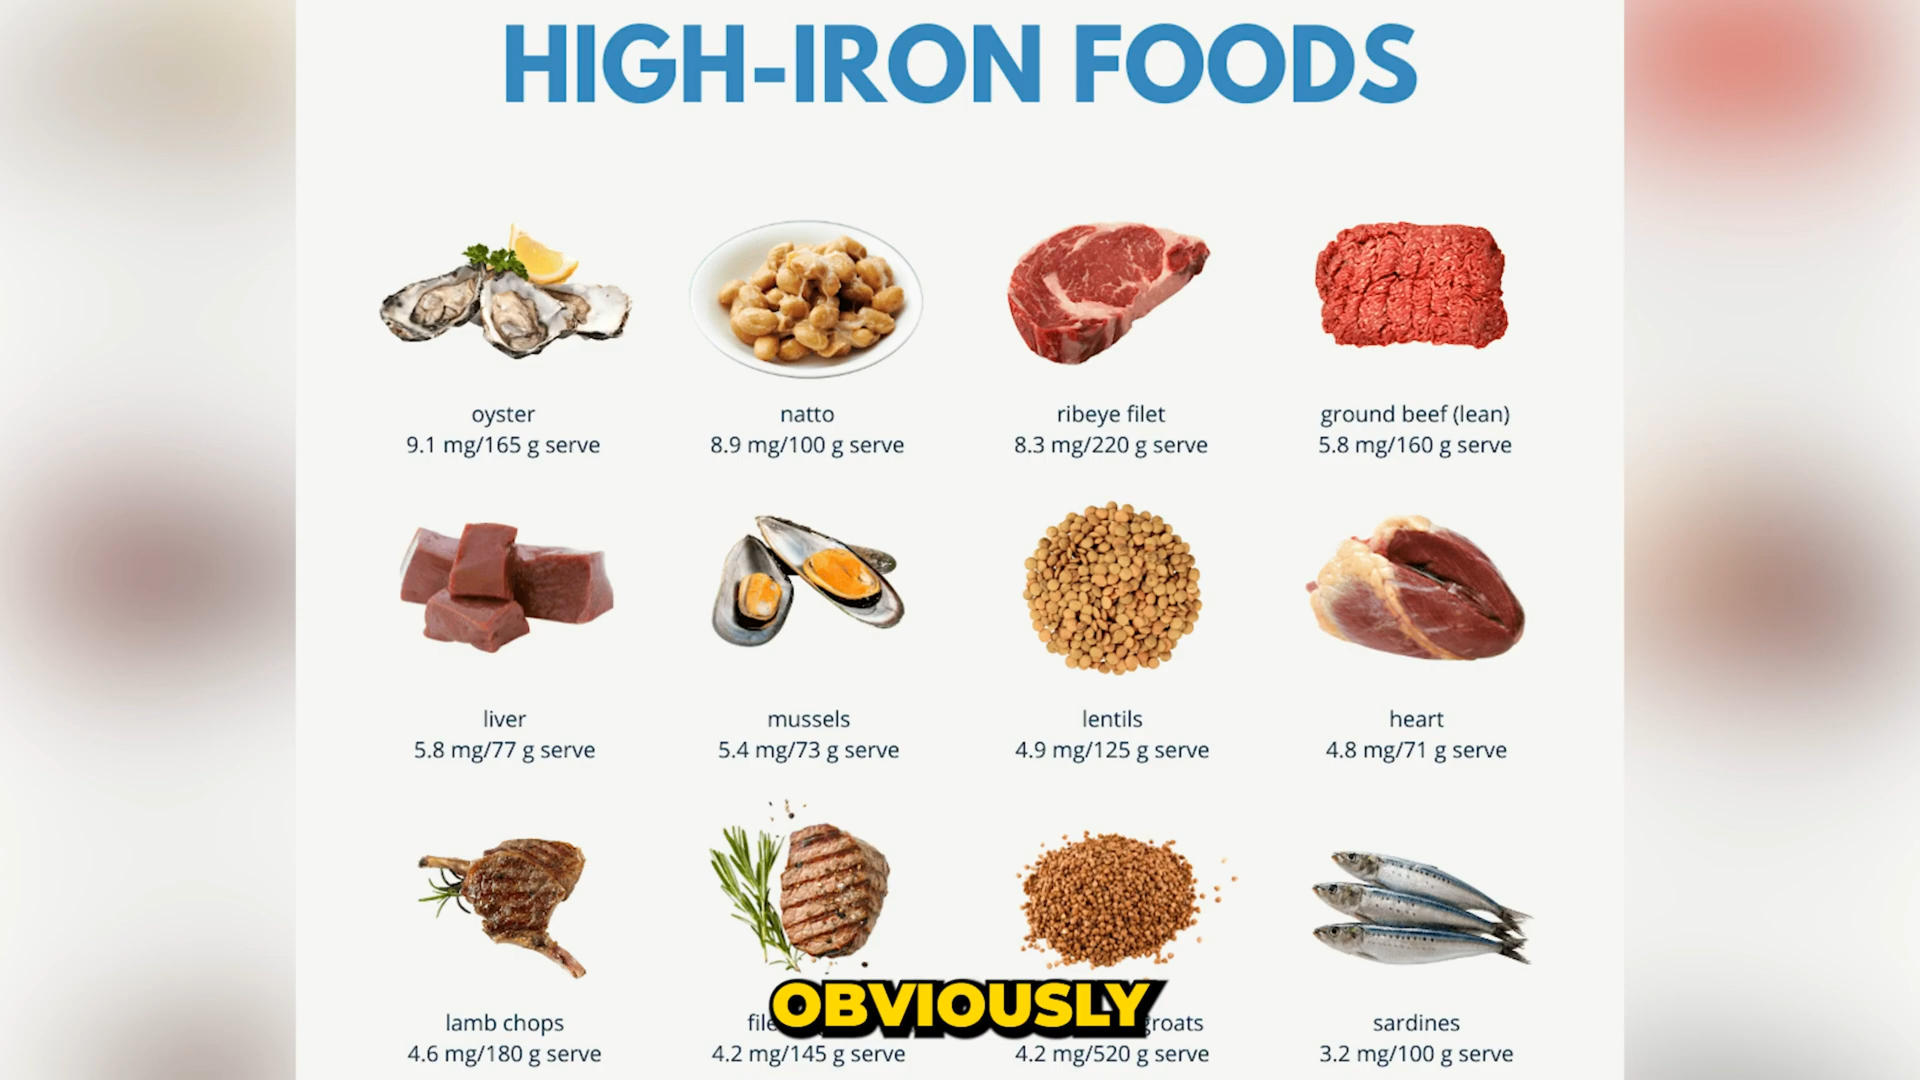 HIGH-IRON FOODS
oyster
9.1 mg/165 g serve
natto
8.9 mg/100 g serve
ribeye filet
8.3 mg/220 g serve
ground beef (lean)
5.8 mg/160 g serve
liver
5.8 mg/77 g serve
mussels
5.4 mg/73 g serve
lentils
4.9 mg/125 g serve
heart
4.8 mg/71 g serve
lamb chops
4.6 mg/180 g serve
4.2 mg/145 g serve
groats
4.2 mg/520 g serve
sardines
3.2 mg/100 g serve
OBVIOUSLY